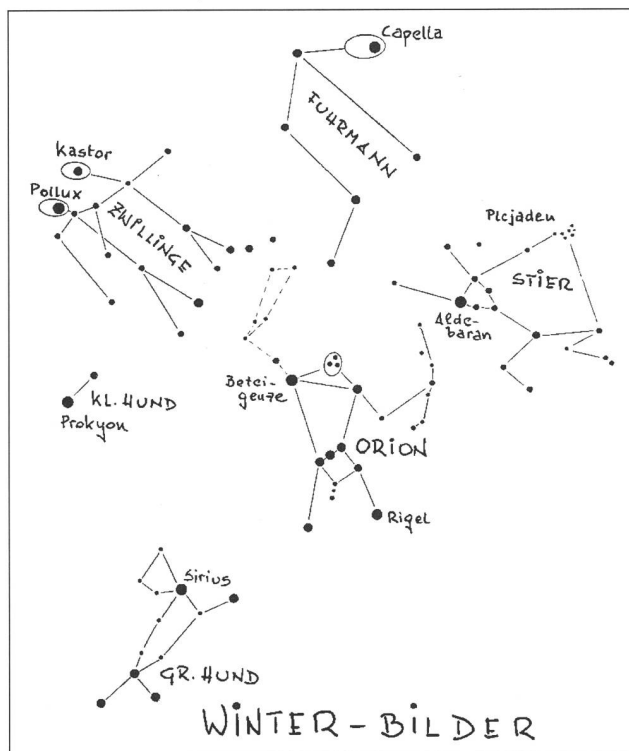 Capella
FUHRMANN
Kastor
Pollux
ZWILLINGE
Plejaden
STIER
Alde-
baran
Betei-
geuze
KL. HUND
Prokyon
ORION
Rigel
Sirius
GR. HUND
WINTER-BILDER